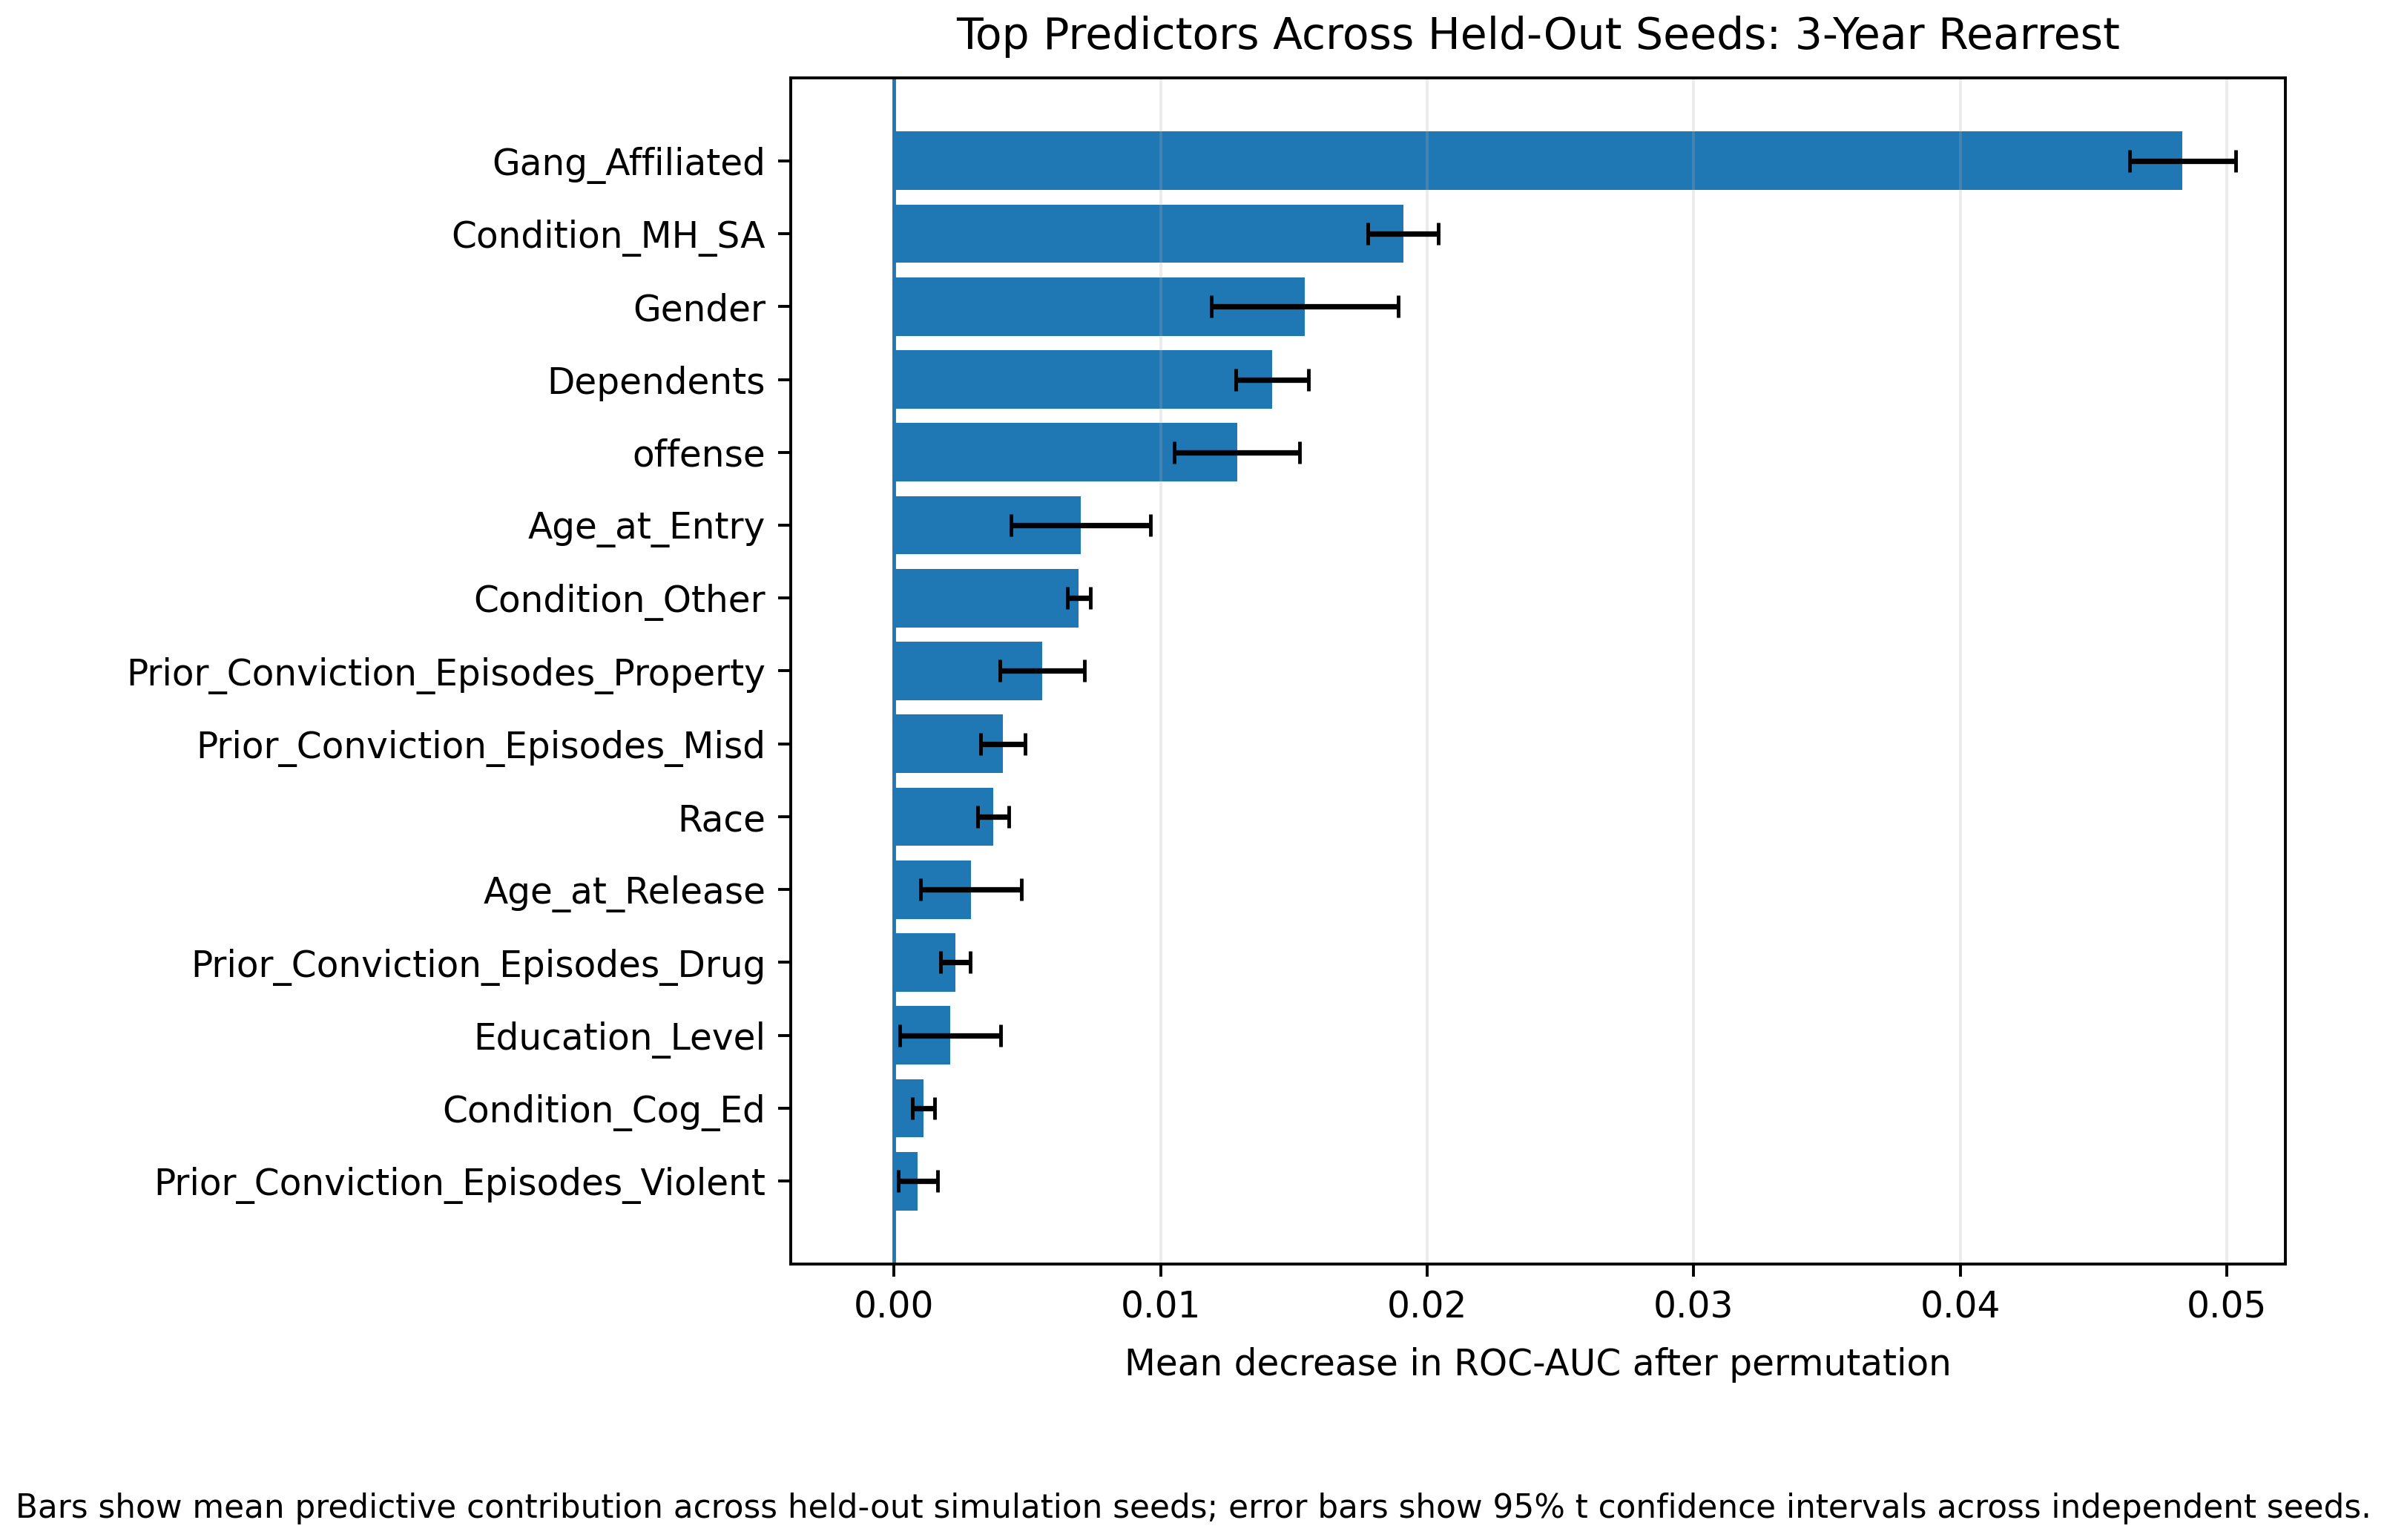 Top Predictors Across Held-Out Seeds: 3-Year Rearrest
Gang_Affiliated
Condition_MH_SA
Gender
Dependents
offense
Age_at_Entry
Condition_Other
Prior_Conviction_Episodes_Property
Prior_Conviction_Episodes_Misd
Race
Age_at_Release
Prior_Conviction_Episodes_Drug
Education_Level
Condition_Cog_Ed
Prior_Conviction_Episodes_Violent
0.00 0.01 0.02 0.03 0.04 0.05
Mean decrease in ROC-AUC after permutation
Bars show mean predictive contribution across held-out simulation seeds; error bars show 95% t confidence intervals across independent seeds.